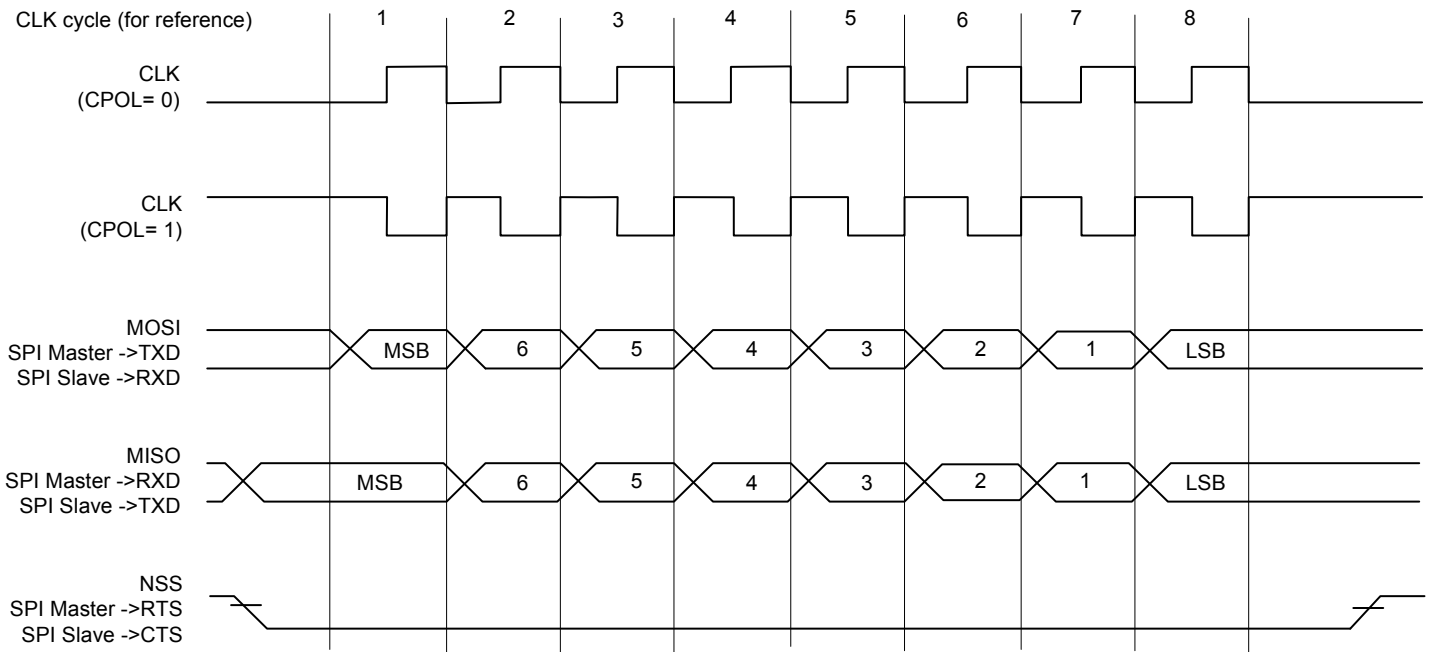 CLK cycle (for reference) 1 2 3 4 5 6 7 8
CLK
(CPOL= 0)
CLK
(CPOL= 1)
MOSI
SPI Master ->TXD
SPI Slave ->RXD
MSB 6 5 4 3 2 1 LSB
MISO
SPI Master ->RXD
SPI Slave ->TXD
MSB 6 5 4 3 2 1 LSB
NSS
SPI Master ->RTS
SPI Slave ->CTS